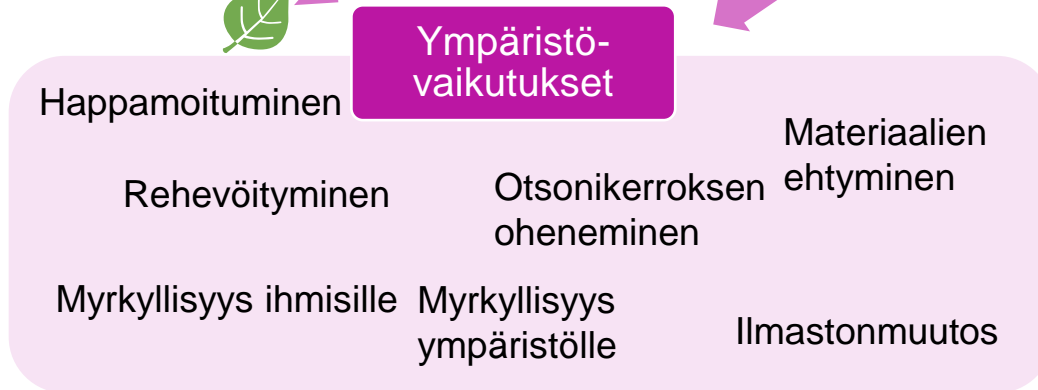 Ympäristö-
vaikutukset
Happamoituminen
Materiaalien
ehtyminen
Rehevöityminen
Otsonikerroksen
oheneminen
Myrkyllisyys ihmisille
Myrkyllisyys
ympäristölle
Ilmastonmuutos